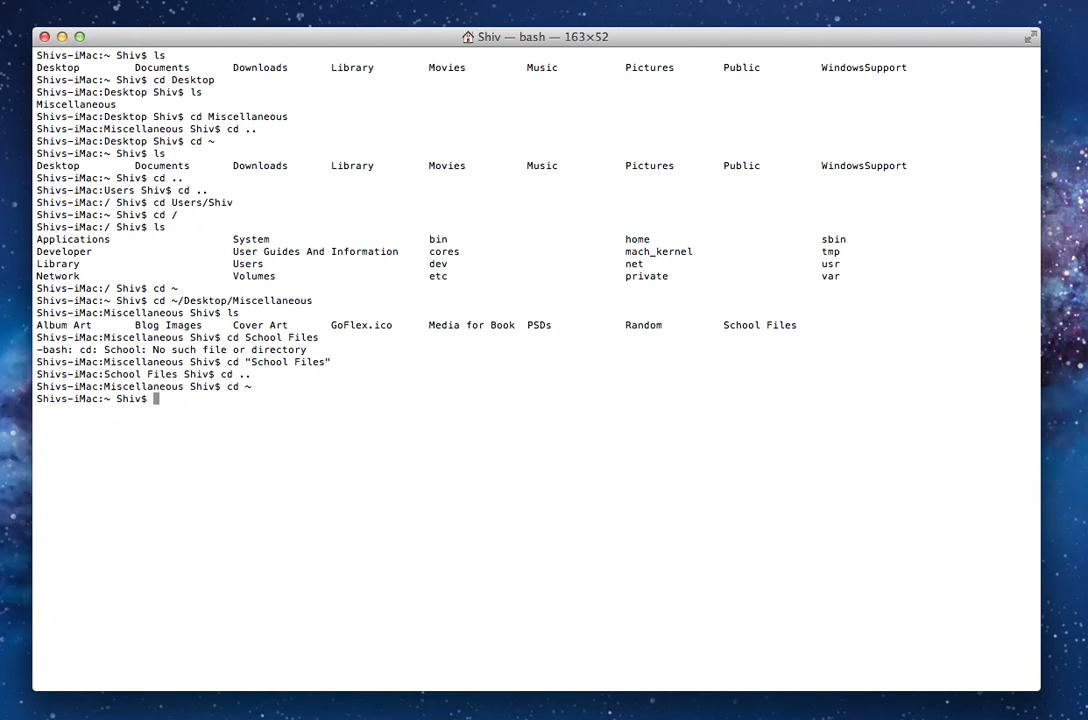 Shiv — bash — 163×52
Shivs-iMac:~ Shiv$ ls
Desktop Documents Downloads Library Movies Music Pictures Public WindowsSupport
Shivs-iMac:~ Shiv$ cd Desktop
Shivs-iMac:Desktop Shiv$ ls
Miscellaneous
Shivs-iMac:Desktop Shiv$ cd Miscellaneous
Shivs-iMac:Miscellaneous Shiv$ cd ..
Shivs-iMac:Desktop Shiv$ cd ~
Shivs-iMac:~ Shiv$ ls
Desktop Documents Downloads Library Movies Music Pictures Public WindowsSupport
Shivs-iMac:~ Shiv$ cd ..
Shivs-iMac:Users Shiv$ cd ..
Shivs-iMac:/ Shiv$ cd Users/Shiv
Shivs-iMac:~ Shiv$ cd /
Shivs-iMac:/ Shiv$ ls
Applications System bin home sbin
Developer User Guides And Information cores mach_kernel tmp
Library Users dev net usr
Network Volumes etc private var
Shivs-iMac:/ Shiv$ cd ~
Shivs-iMac:~ Shiv$ cd ~/Desktop/Miscellaneous
Shivs-iMac:Miscellaneous Shiv$ ls
Album Art Blog Images Cover Art GoFlex.ico Media for Book PSDs Random School Files
Shivs-iMac:Miscellaneous Shiv$ cd School Files
-bash: cd: School: No such file or directory
Shivs-iMac:Miscellaneous Shiv$ cd "School Files"
Shivs-iMac:School Files Shiv$ cd ..
Shivs-iMac:Miscellaneous Shiv$ cd ~
Shivs-iMac:~ Shiv$